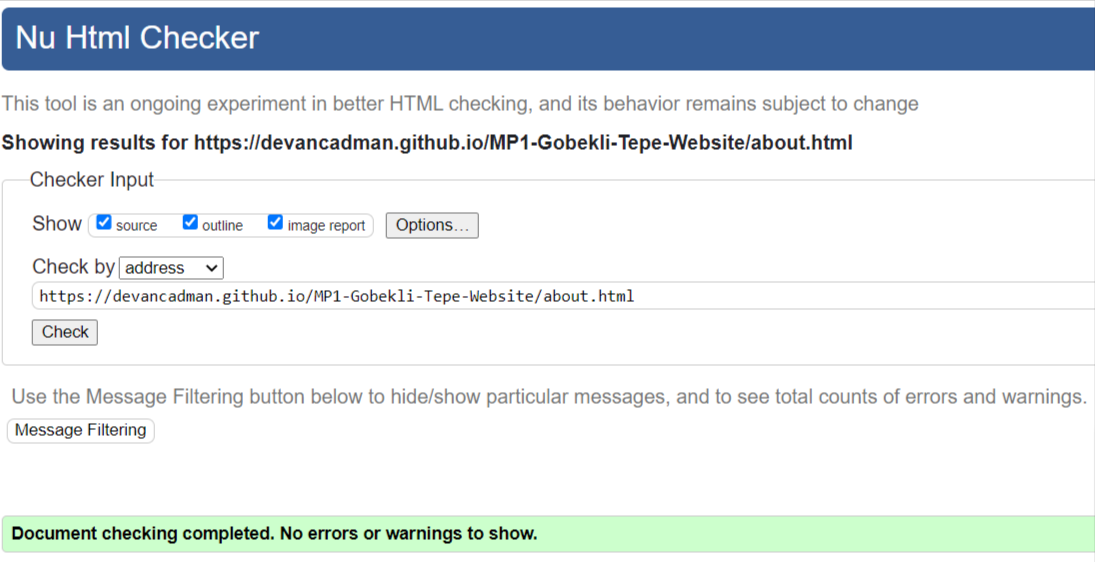 Nu Html Checker
This tool is an ongoing experiment in better HTML checking, and its behavior remains subject to change
Showing results for https://devancadman.github.io/MP1-Gobekli-Tepe-Website/about.html
Checker Input
Show source outline image report Options...
Check by address
https://devancadman.github.io/MP1-Gobekli-Tepe-Website/about.html
Check
Use the Message Filtering button below to hide/show particular messages, and to see total counts of errors and warnings.
Message Filtering
Document checking completed. No errors or warnings to show.